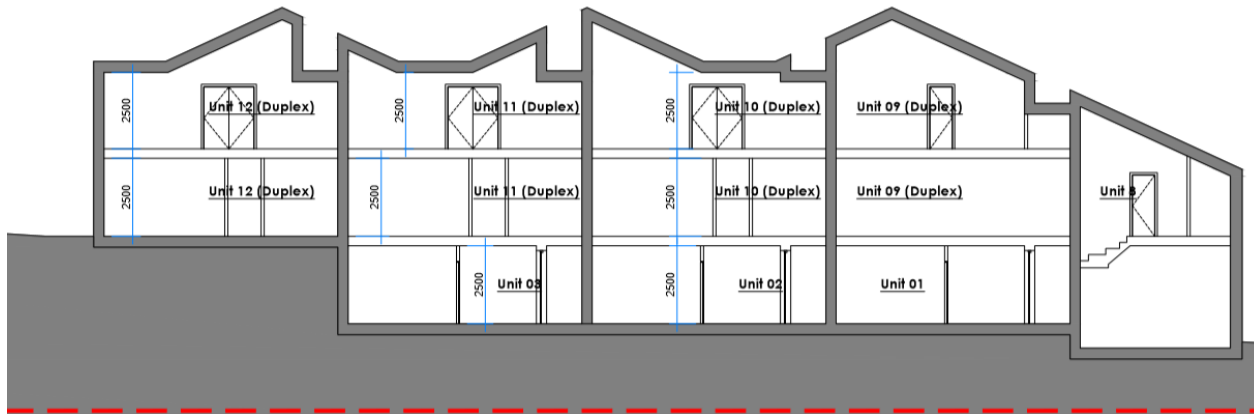 2500
Unit 12 (Duplex)
2500
Unit 11 (Duplex)
2500
Unit 10 (Duplex)
Unit 09 (Duplex)
2500
Unit 12 (Duplex)
2500
Unit 11 (Duplex)
2500
Unit 10 (Duplex)
Unit 09 (Duplex)
Unit 8
2500
Unit 03
2500
Unit 02
Unit 01